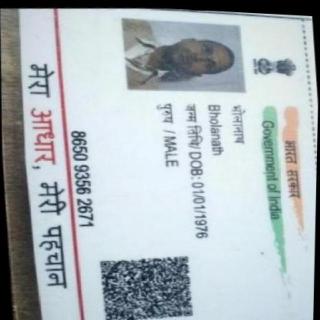 भारत सरकार
Government of India
भोलानाथ
Bholanath
जन्म तिथि/ DOB: 01/01/1976
पुरुष / MALE
8650 9356 2671
मेरा आधार, मेरी पहचान